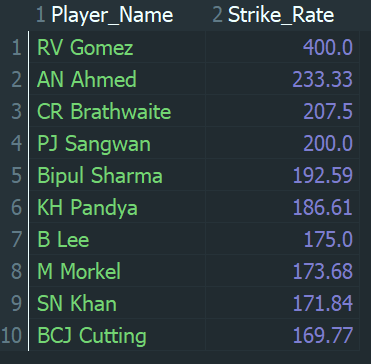 1 Player_Name 2 Strike_Rate
1 RV Gomez 400.0
2 AN Ahmed 233.33
3 CR Brathwaite 207.5
4 PJ Sangwan 200.0
5 Bipul Sharma 192.59
6 KH Pandya 186.61
7 B Lee 175.0
8 M Morkel 173.68
9 SN Khan 171.84
10 BCJ Cutting 169.77